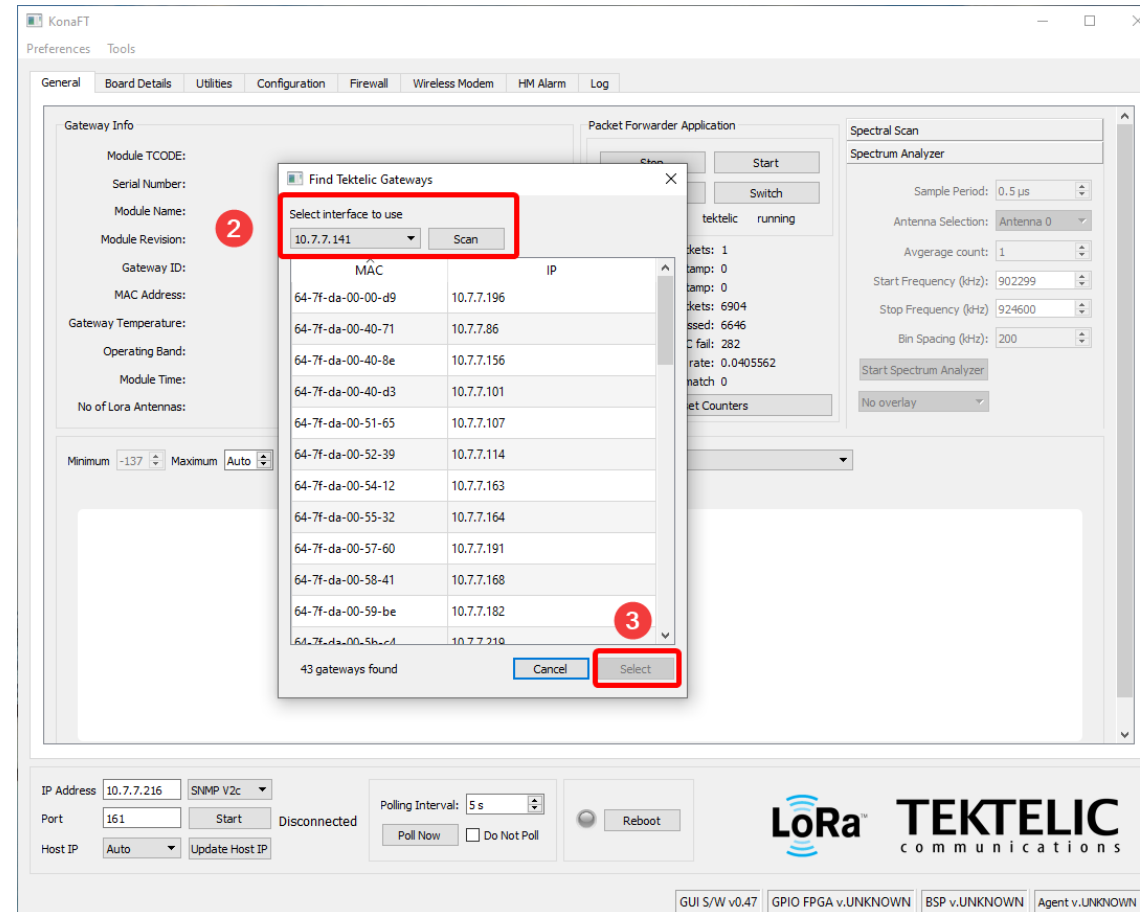 KonaFT
Preferences Tools
General Board Details Utilities Configuration Firewall Wireless Modem HM Alarm Log
Gateway Info
Module TCODE:
Serial Number:
Module Name:
Module Revision:
Gateway ID:
MAC Address:
Gateway Temperature:
Operating Band:
Module Time:
No of Lora Antennas:
Packet Forwarder Application
Stop Start
Switch
tektelic running
kets: 1
tamp: 0
tamp: 0
kets: 6904
ssed: 6646
C fail: 282
rate: 0.0405562
match 0
et Counters
Spectral Scan
Spectrum Analyzer
Sample Period: 0.5 µs
Antenna Selection: Antenna 0
Avgerage count: 1
Start Frequency (kHz): 902299
Stop Frequency (kHz) 924600
Bin Spacing (kHz): 200
Start Spectrum Analyzer
No overlay
Find Tektelic Gateways
2
Select interface to use
10.7.7.141 Scan
MAC IP
64-7f-da-00-00-d9 10.7.7.196
64-7f-da-00-40-71 10.7.7.86
64-7f-da-00-40-8e 10.7.7.156
64-7f-da-00-40-d3 10.7.7.101
64-7f-da-00-51-65 10.7.7.107
64-7f-da-00-52-39 10.7.7.114
64-7f-da-00-54-12 10.7.7.163
64-7f-da-00-55-32 10.7.7.164
64-7f-da-00-57-60 10.7.7.191
64-7f-da-00-58-41 10.7.7.168
64-7f-da-00-59-be 10.7.7.182
64-7f-da-00-5b-c4 10.7.7.219
3
43 gateways found Cancel Select
Minimum -137 Maximum Auto
IP Address 10.7.7.216 SNMP V2c
Port 161 Start Disconnected
Host IP Auto Update Host IP
Polling Interval: 5 s
Poll Now Do Not Poll
Reboot
LoRa™
TEKTELIC
communications
GUI S/W v0.47 GPIO FPGA v.UNKNOWN BSP v.UNKNOWN Agent v.UNKNOWN